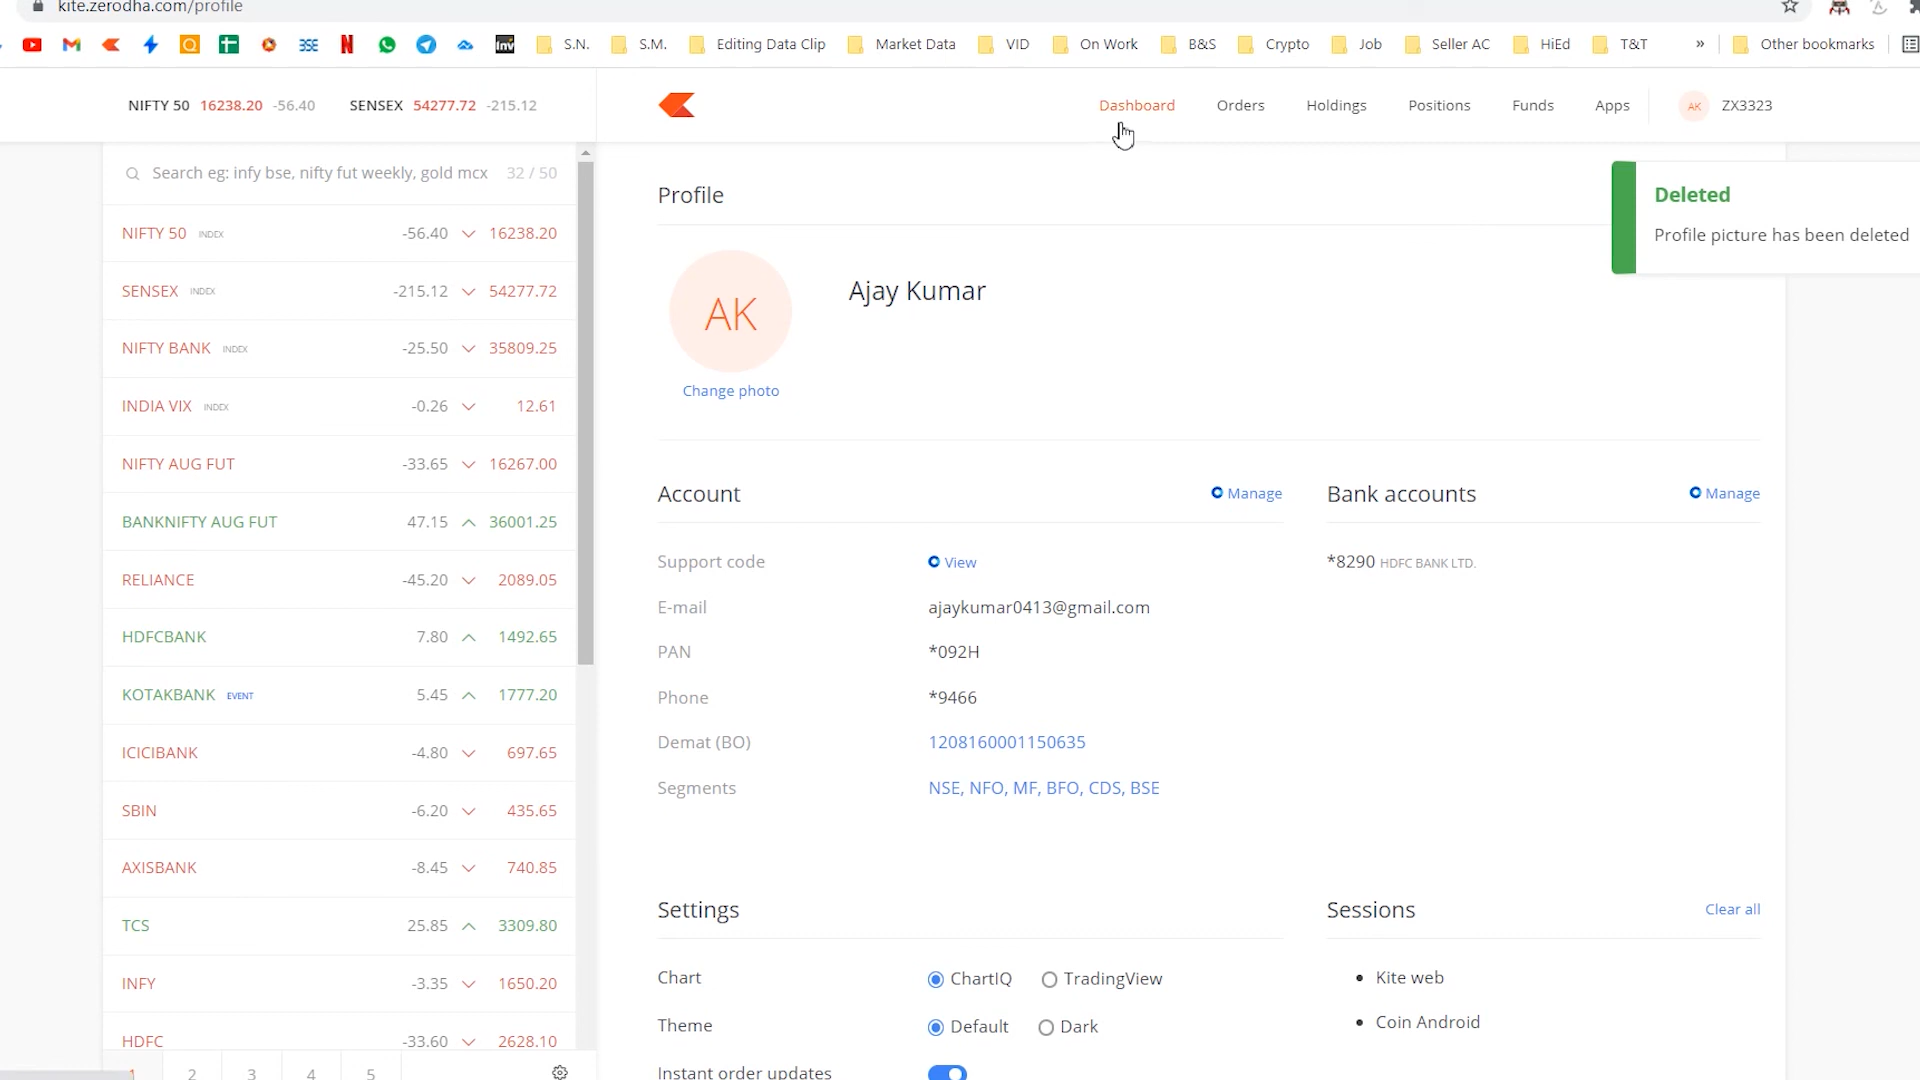 kite.zerodha.com/profile
S.N. S.M. Editing Data Clip Market Data VID On Work B&S Crypto Job Seller AC HiEd T&T » Other bookmarks
NIFTY 50 16238.20 -56.40 SENSEX 54277.72 -215.12
Dashboard Orders Holdings Positions Funds Apps AK ZX3323
Search eg: infy bse, nifty fut weekly, gold mcx 32 / 50
NIFTY 50 INDEX -56.40 16238.20
SENSEX INDEX -215.12 54277.72
NIFTY BANK INDEX -25.50 35809.25
INDIA VIX INDEX -0.26 12.61
NIFTY AUG FUT -33.65 16267.00
BANKNIFTY AUG FUT 47.15 36001.25
RELIANCE -45.20 2089.05
HDFCBANK 7.80 1492.65
KOTAKBANK EVENT 5.45 1777.20
ICICIBANK -4.80 697.65
SBIN -6.20 435.65
AXISBANK -8.45 740.85
TCS 25.85 3309.80
INFY -3.35 1650.20
HDFC -33.60 2628.10
1 2 3 4 5
Profile
Deleted
Profile picture has been deleted
AK
Ajay Kumar
Change photo
Account Manage
Support code View
E-mail ajaykumar0413@gmail.com
PAN *092H
Phone *9466
Demat (BO) 1208160001150635
Segments NSE, NFO, MF, BFO, CDS, BSE
Bank accounts Manage
*8290 HDFC BANK LTD.
Settings
Chart ChartIQ TradingView
Theme Default Dark
Instant order updates
Sessions Clear all
Kite web
Coin Android